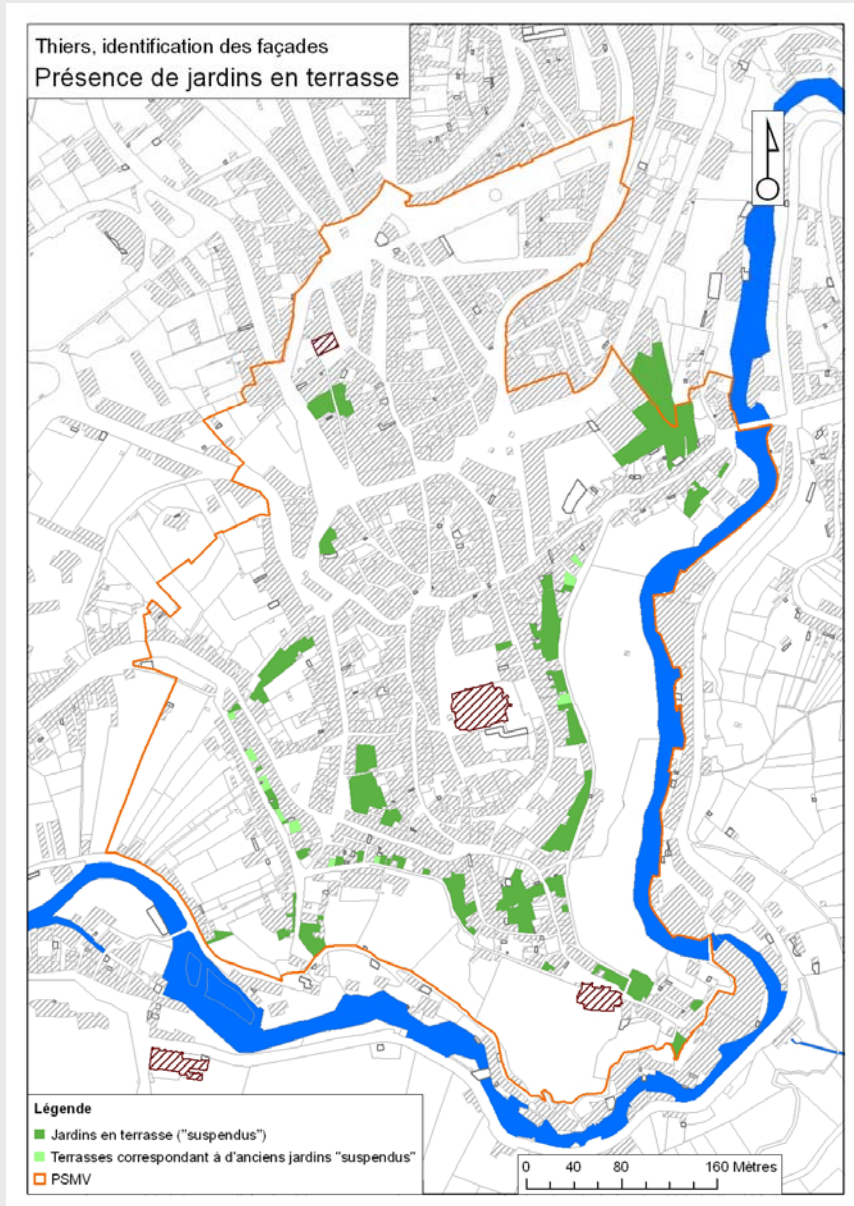 Thiers, identification des façades
Présence de jardins en terrasse
Légende
Jardins en terrasse ("suspendus")
Terrasses correspondant à d'anciens jardins "suspendus"
PSMV
0 40 80 160 Mètres